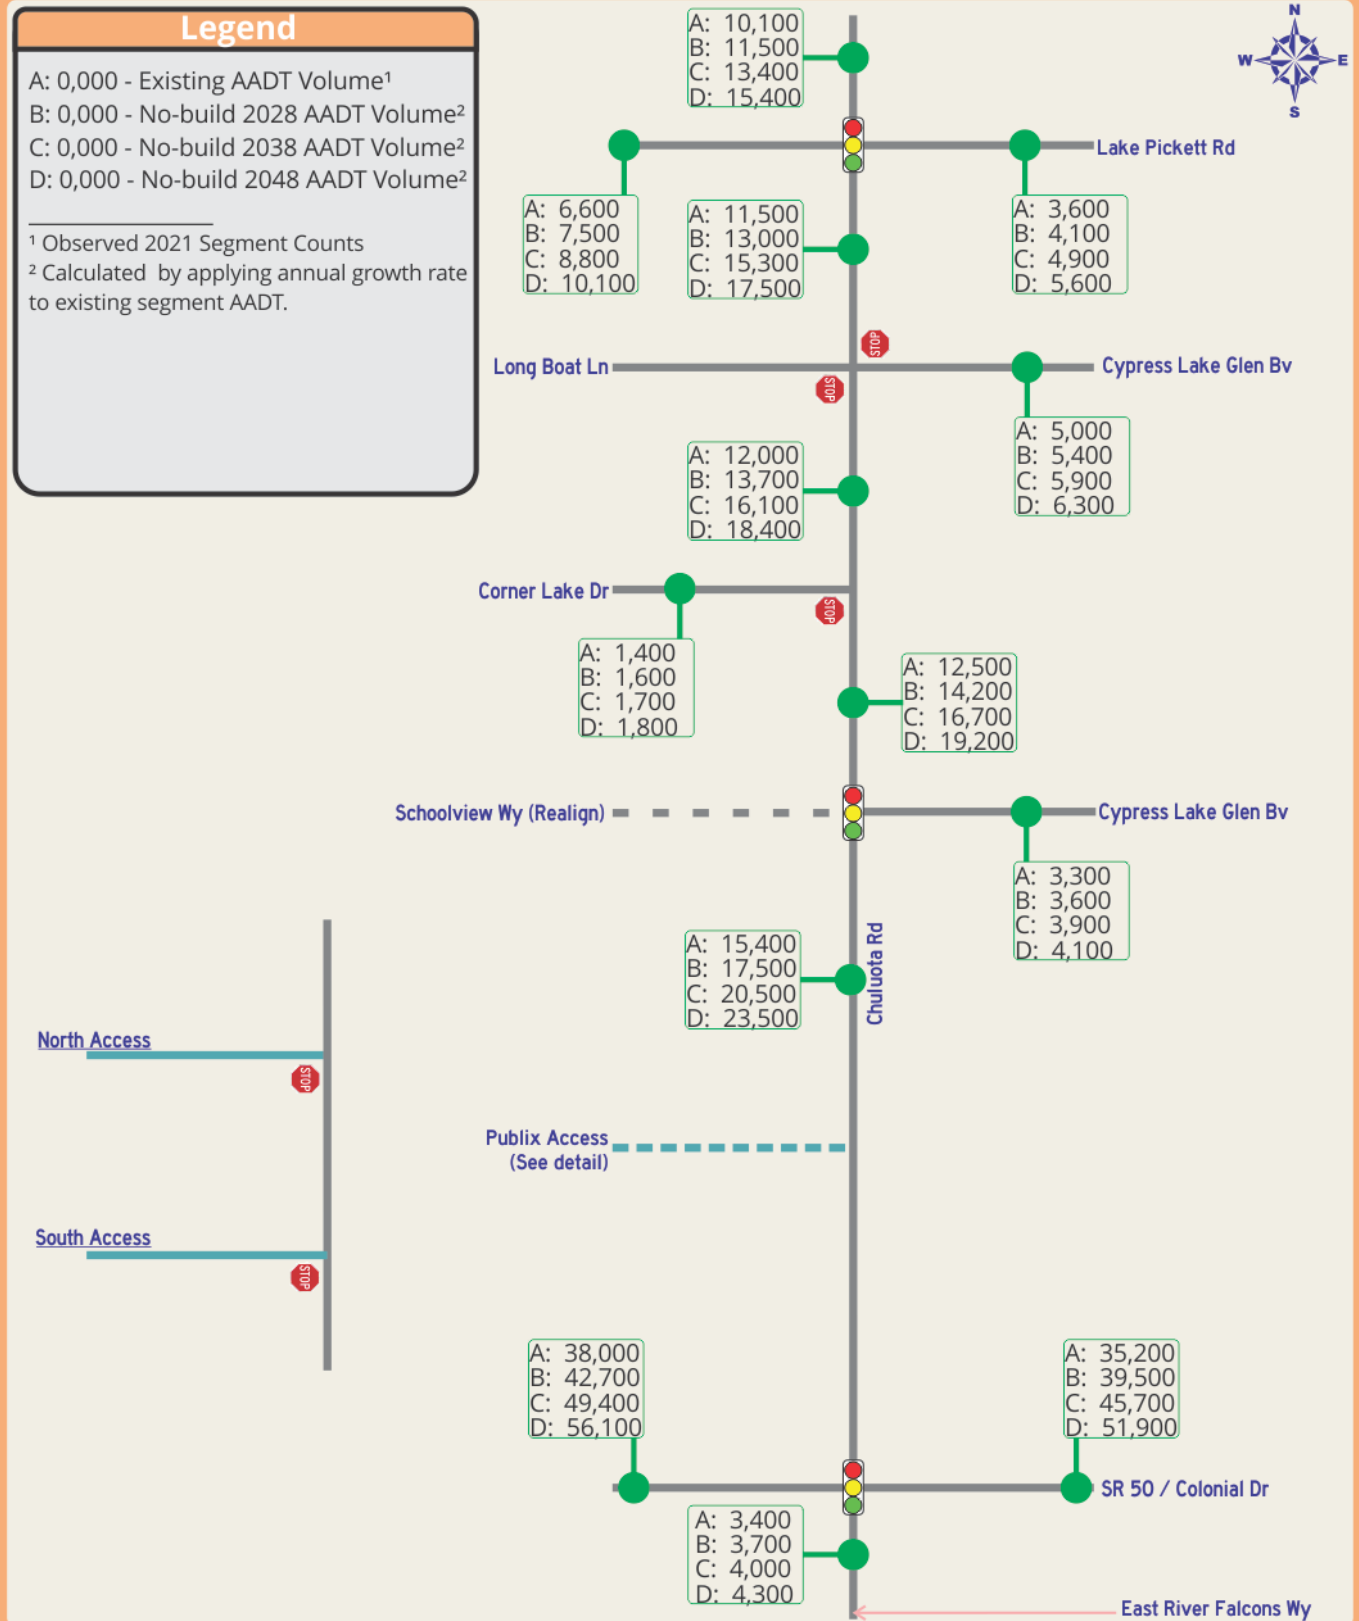 Legend
A: 0,000 - Existing AADT Volume¹
B: 0,000 - No-build 2028 AADT Volume²
C: 0,000 - No-build 2038 AADT Volume²
D: 0,000 - No-build 2048 AADT Volume²
¹ Observed 2021 Segment Counts
² Calculated by applying annual growth rate
to existing segment AADT.
N
W
E
S
A: 10,100
B: 11,500
C: 13,400
D: 15,400
Lake Pickett Rd
A: 6,600
B: 7,500
C: 8,800
D: 10,100
A: 11,500
B: 13,000
C: 15,300
D: 17,500
A: 3,600
B: 4,100
C: 4,900
D: 5,600
STOP
Long Boat Ln
Cypress Lake Glen Bv
STOP
A: 5,000
B: 5,400
C: 5,900
D: 6,300
A: 12,000
B: 13,700
C: 16,100
D: 18,400
Corner Lake Dr
STOP
A: 1,400
B: 1,600
C: 1,700
D: 1,800
A: 12,500
B: 14,200
C: 16,700
D: 19,200
Schoolview Wy (Realign)
Cypress Lake Glen Bv
A: 3,300
B: 3,600
C: 3,900
D: 4,100
A: 15,400
B: 17,500
C: 20,500
D: 23,500
Chuluota Rd
North Access
STOP
Publix Access
(See detail)
South Access
STOP
A: 38,000
B: 42,700
C: 49,400
D: 56,100
A: 35,200
B: 39,500
C: 45,700
D: 51,900
SR 50 / Colonial Dr
A: 3,400
B: 3,700
C: 4,000
D: 4,300
East River Falcons Wy